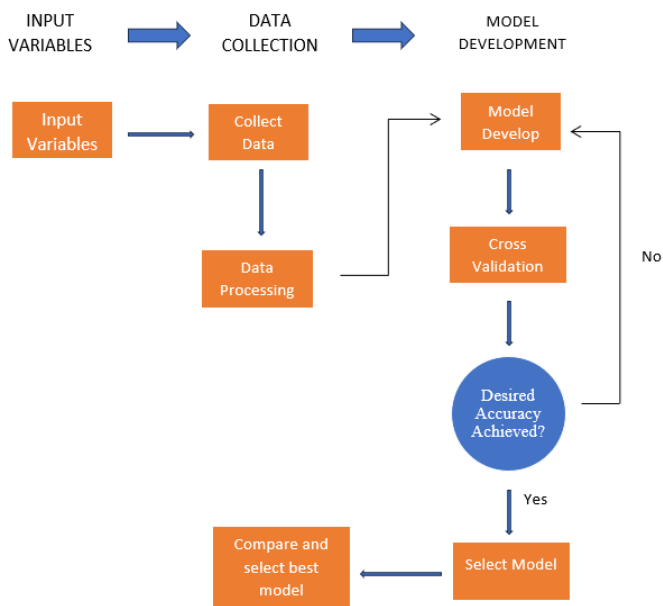 INPUT
VARIABLES
DATA
COLLECTION
MODEL
DEVELOPMENT
Input
Variables
Collect
Data
Data
Processing
Model
Develop
Cross
Validation
No
Desired
Accuracy
Achieved?
Yes
Select Model
Compare and
select best
model